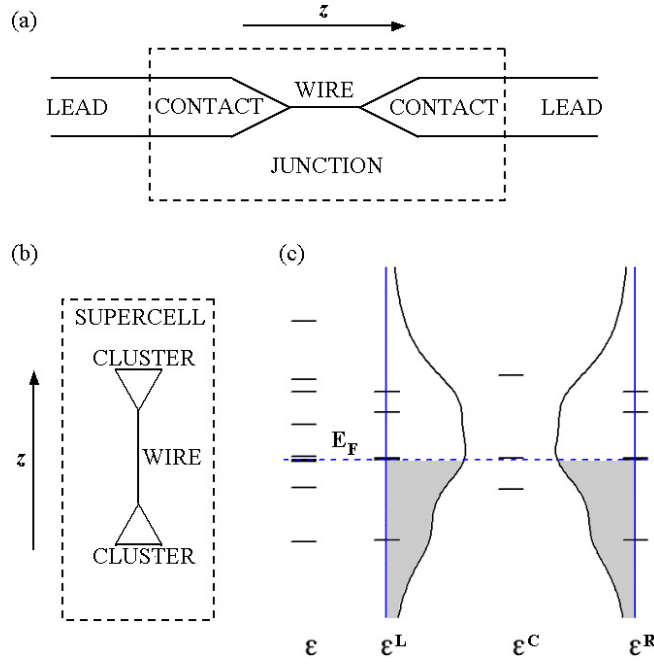 (a)
z
WIRE
LEAD CONTACT CONTACT LEAD
JUNCTION
(b)
SUPERCELL
CLUSTER
z
WIRE
CLUSTER
(c)
E_F
ε ε^L ε^C ε^R